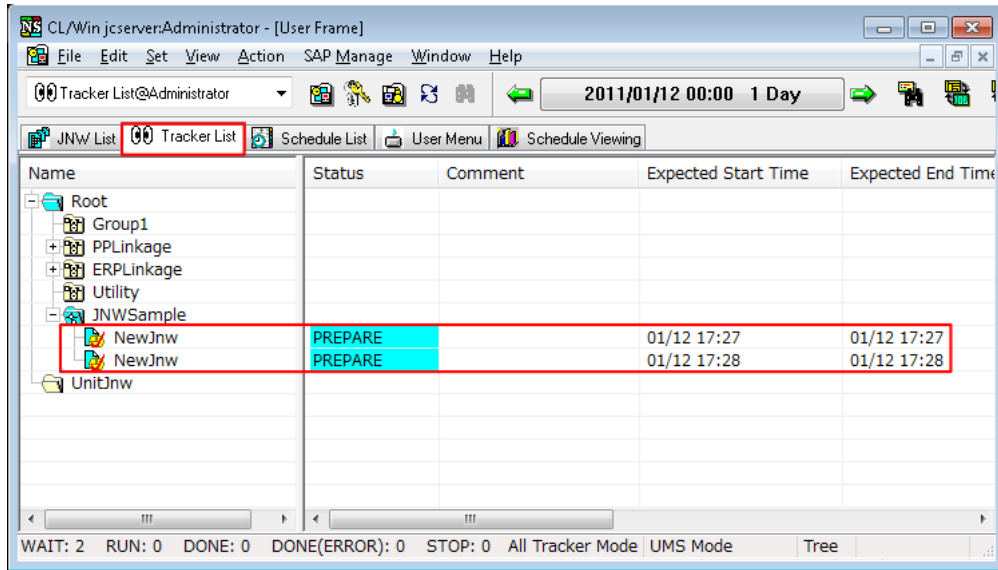 CL/Win jcserver:Administrator - [User Frame]
File Edit Set View Action SAP Manage Window Help
Tracker List@Administrator 2011/01/12 00:00 1 Day
JNW List Tracker List Schedule List User Menu Schedule Viewing
Name Status Comment Expected Start Time Expected End Time
Root
Group1
PPLinkage
ERPLinkage
Utility
JNWSample
NewJnw PREPARE 01/12 17:27 01/12 17:27
NewJnw PREPARE 01/12 17:28 01/12 17:28
UnitJnw
WAIT: 2 RUN: 0 DONE: 0 DONE(ERROR): 0 STOP: 0 All Tracker Mode UMS Mode Tree